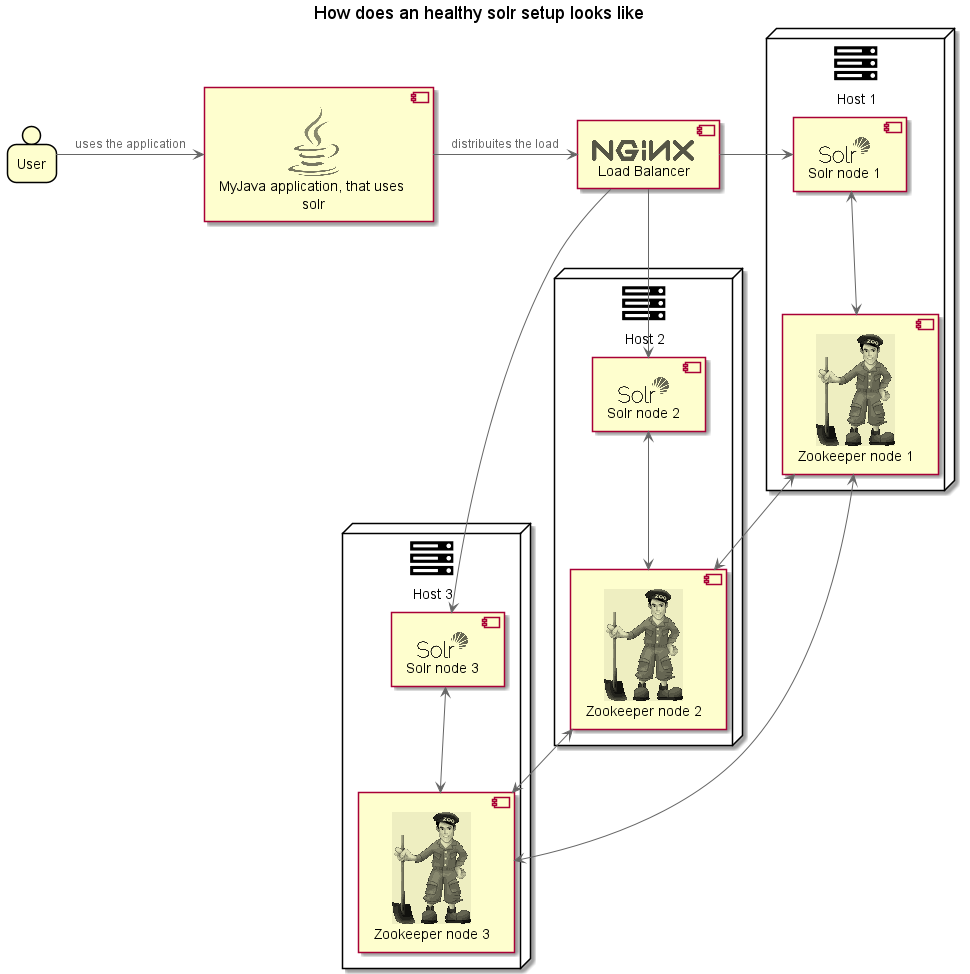 How does an healthy solr setup looks like
Host 1
User
uses the application
MyJava application, that uses
solr
distribuites the load
NGiNX
Load Balancer
Solr
Solr node 1
ZOO
Zookeeper node 1
Host 2
Solr
Solr node 2
ZOO
Zookeeper node 2
Host 3
Solr
Solr node 3
ZOO
Zookeeper node 3